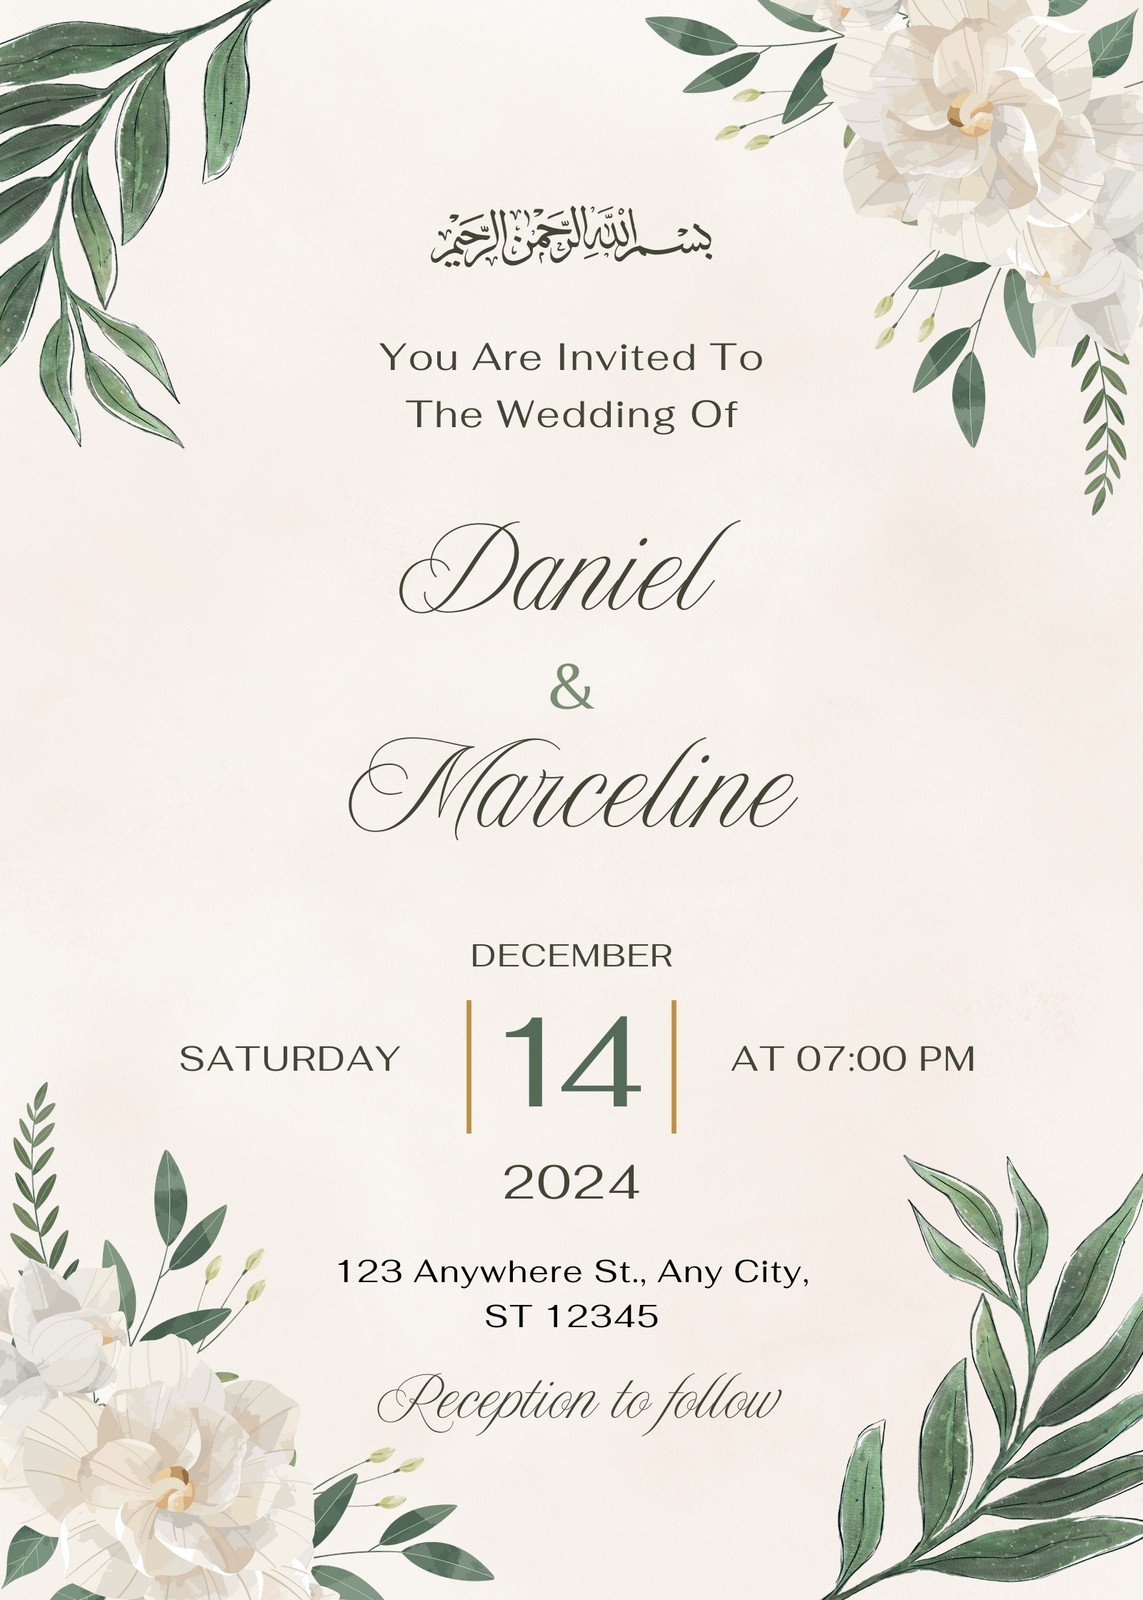 بسم الله الرحمن الرحيم
You Are Invited To
The Wedding Of
Daniel
&
Marceline
DECEMBER
SATURDAY
14
AT 07:00 PM
2024
123 Anywhere St., Any City,
ST 12345
Reception to follow